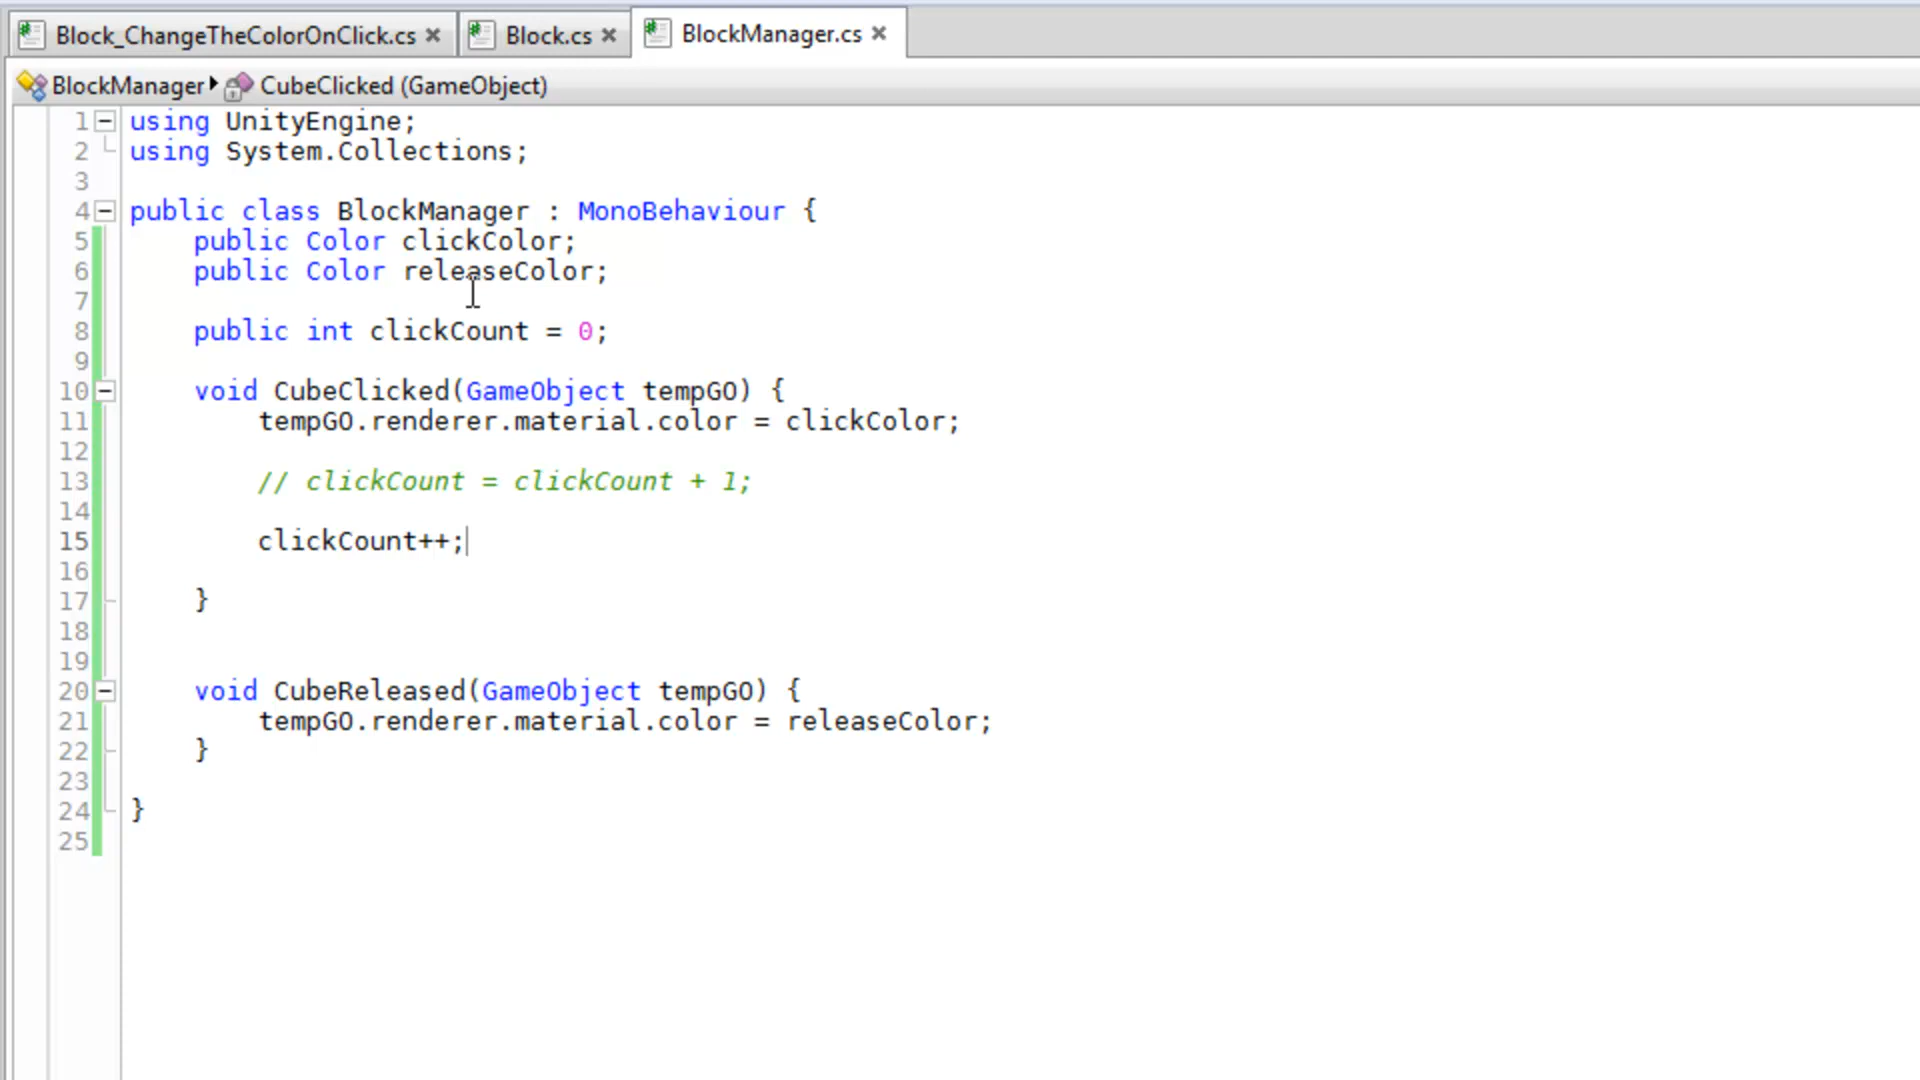 Block_ChangeTheColorOnClick.cs Block.cs BlockManager.cs
BlockManager CubeClicked (GameObject)
1 using UnityEngine;
2 using System.Collections;
3
4 public class BlockManager : MonoBehaviour {
5 public Color clickColor;
6 public Color releaseColor;
7
8 public int clickCount = 0;
9
10 void CubeClicked(GameObject tempGO) {
11 tempGO.renderer.material.color = clickColor;
12
13 // clickCount = clickCount + 1;
14
15 clickCount++;
16
17 }
18
19
20 void CubeReleased(GameObject tempGO) {
21 tempGO.renderer.material.color = releaseColor;
22 }
23
24 }
25